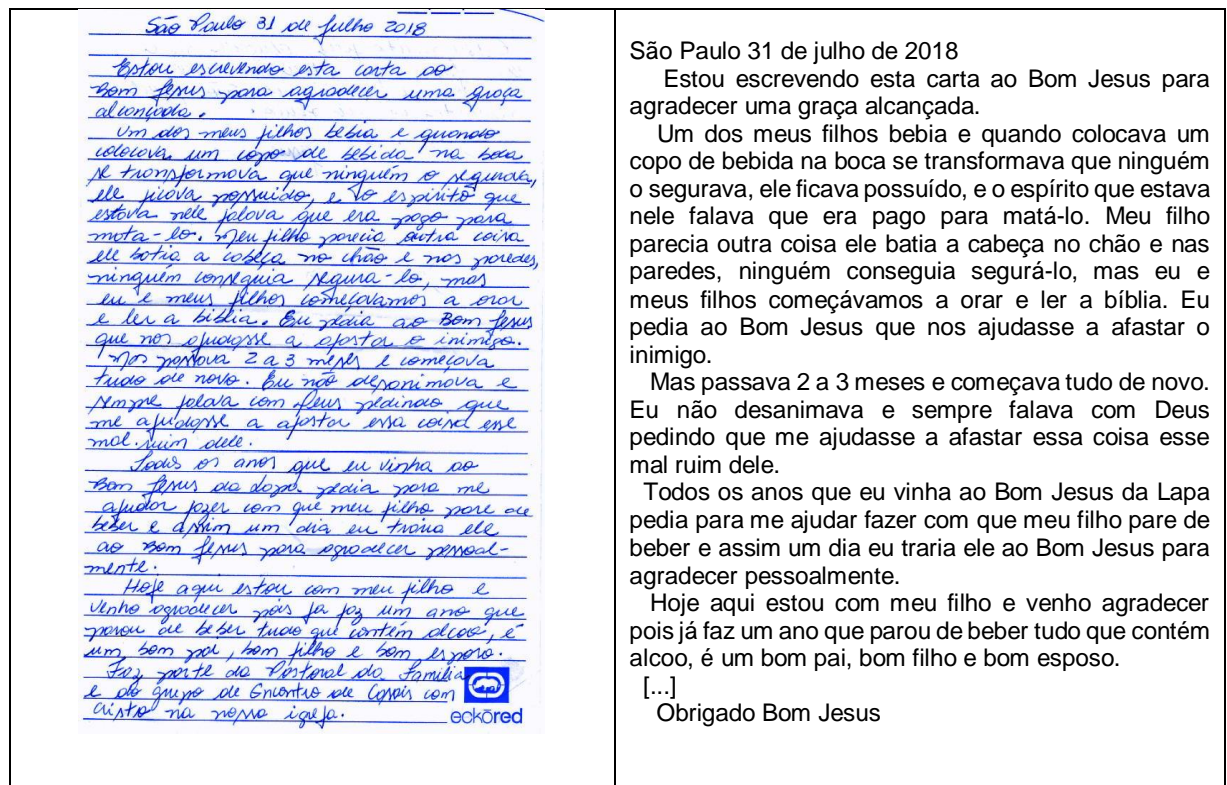 São Paulo 31 de julho 2018
Estou escrevendo esta carta ao
Bom Jesus para agradecer uma graça
alcançada.
Um dos meus filhos bebia e quando
colocava um copo de bebida na boca
se transformava que ninguém o segurava,
ele ficava possuido, e o espirito que
estava nele falava que era pago para
mata-lo. Meu filho parecia outra coisa
ele batia a cabeça no chão e nas paredes,
ninguém conseguia segura-lo, mas
eu e meus filhos começavamos a orar
e ler a biblia. Eu pedia ao Bom Jesus
que nos ajudasse a afastar o inimigo.
Mas passava 2 a 3 meses e começava
tudo de novo. Eu não desanimava e
sempre falava com Deus pedindo que
me ajudasse a afastar essa coisa esse
mal ruim dele.
Todos os anos que eu vinha ao
Bom Jesus da Lapa pedia para me
ajudar fazer com que meu filho pare de
beber e assim um dia eu traria ele
ao Bom Jesus para agradecer pessoal-
mente.
Hoje aqui estou com meu filho e
venho agradecer pois ja faz um ano que
parou de beber tudo que contém alcoo, é
um bom pai, bom filho e bom esposo.
Faz parte da Pastoral da Familia
e do grupo de Encontro de Casais com
Cristo na nossa igreja.
eckōred
São Paulo 31 de julho de 2018
Estou escrevendo esta carta ao Bom Jesus para
agradecer uma graça alcançada.
Um dos meus filhos bebia e quando colocava um
copo de bebida na boca se transformava que ninguém
o segurava, ele ficava possuído, e o espírito que estava
nele falava que era pago para matá-lo. Meu filho
parecia outra coisa ele batia a cabeça no chão e nas
paredes, ninguém conseguia segurá-lo, mas eu e
meus filhos começávamos a orar e ler a bíblia. Eu
pedia ao Bom Jesus que nos ajudasse a afastar o
inimigo.
Mas passava 2 a 3 meses e começava tudo de novo.
Eu não desanimava e sempre falava com Deus
pedindo que me ajudasse a afastar essa coisa esse
mal ruim dele.
Todos os anos que eu vinha ao Bom Jesus da Lapa
pedia para me ajudar fazer com que meu filho pare de
beber e assim um dia eu traria ele ao Bom Jesus para
agradecer pessoalmente.
Hoje aqui estou com meu filho e venho agradecer
pois já faz um ano que parou de beber tudo que contém
alcoo, é um bom pai, bom filho e bom esposo.
[...]
Obrigado Bom Jesus